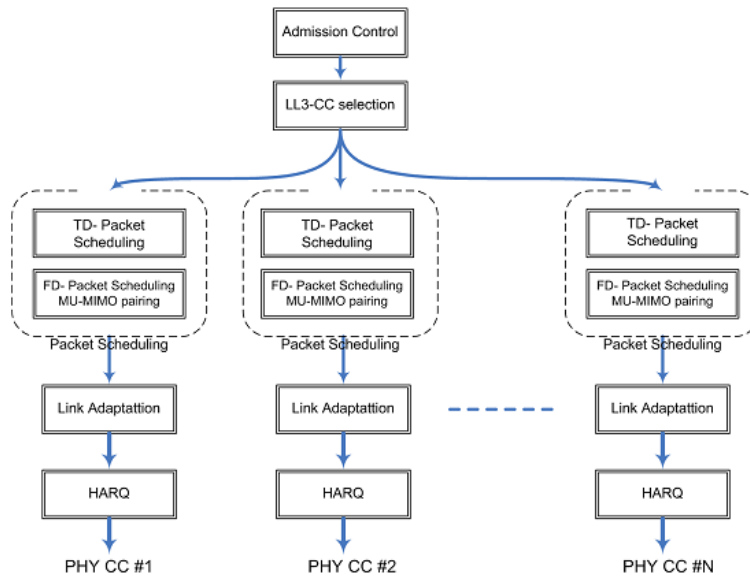 Admission Control
LL3-CC selection
TD- Packet
Scheduling
FD- Packet Scheduling
MU-MIMO pairing
Packet Scheduling
Link Adaptattion
HARQ
PHY CC #1
TD- Packet
Scheduling
FD- Packet Scheduling
MU-MIMO pairing
Packet Scheduling
Link Adaptattion
HARQ
PHY CC #2
TD- Packet
Scheduling
FD- Packet Scheduling
MU-MIMO pairing
Packet Scheduling
Link Adaptattion
HARQ
PHY CC #N